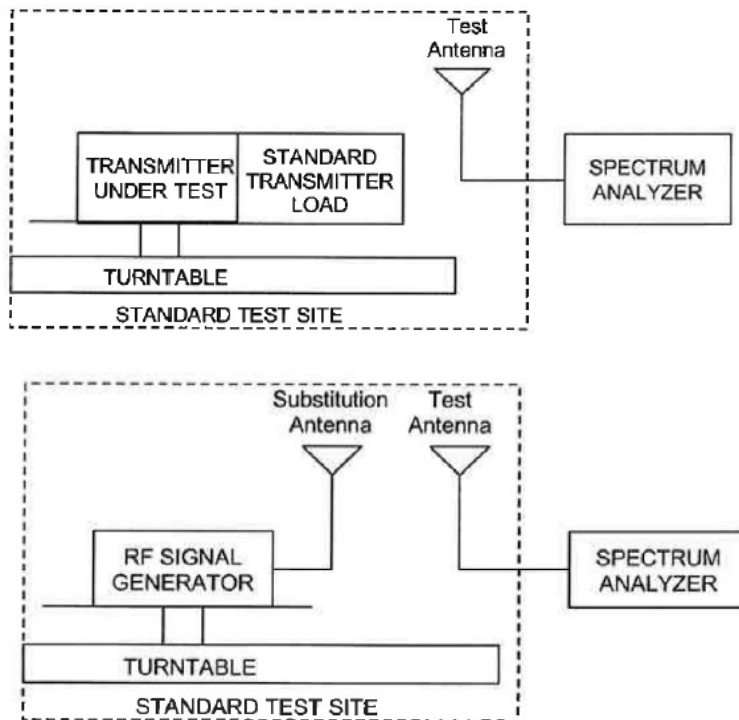 Test
Antenna
TRANSMITTER
UNDER TEST
STANDARD
TRANSMITTER
LOAD
SPECTRUM
ANALYZER
TURNTABLE
STANDARD TEST SITE
Substitution
Antenna
Test
Antenna
RF SIGNAL
GENERATOR
SPECTRUM
ANALYZER
TURNTABLE
STANDARD TEST SITE